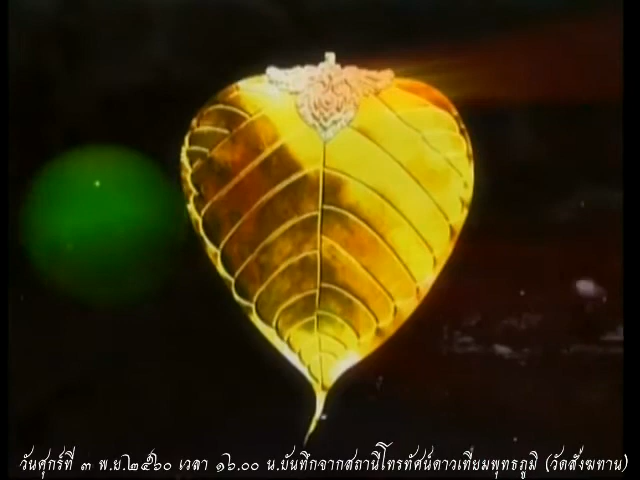 วันศุกร์ที่ ๓ พ.ย.๒๕๖๐ เวลา ๑๖.๐๐ น.บันทึกจากสถานีโทรทัศน์ดาวเทียมพุทธภูมิ (วัดสังฆทาน)